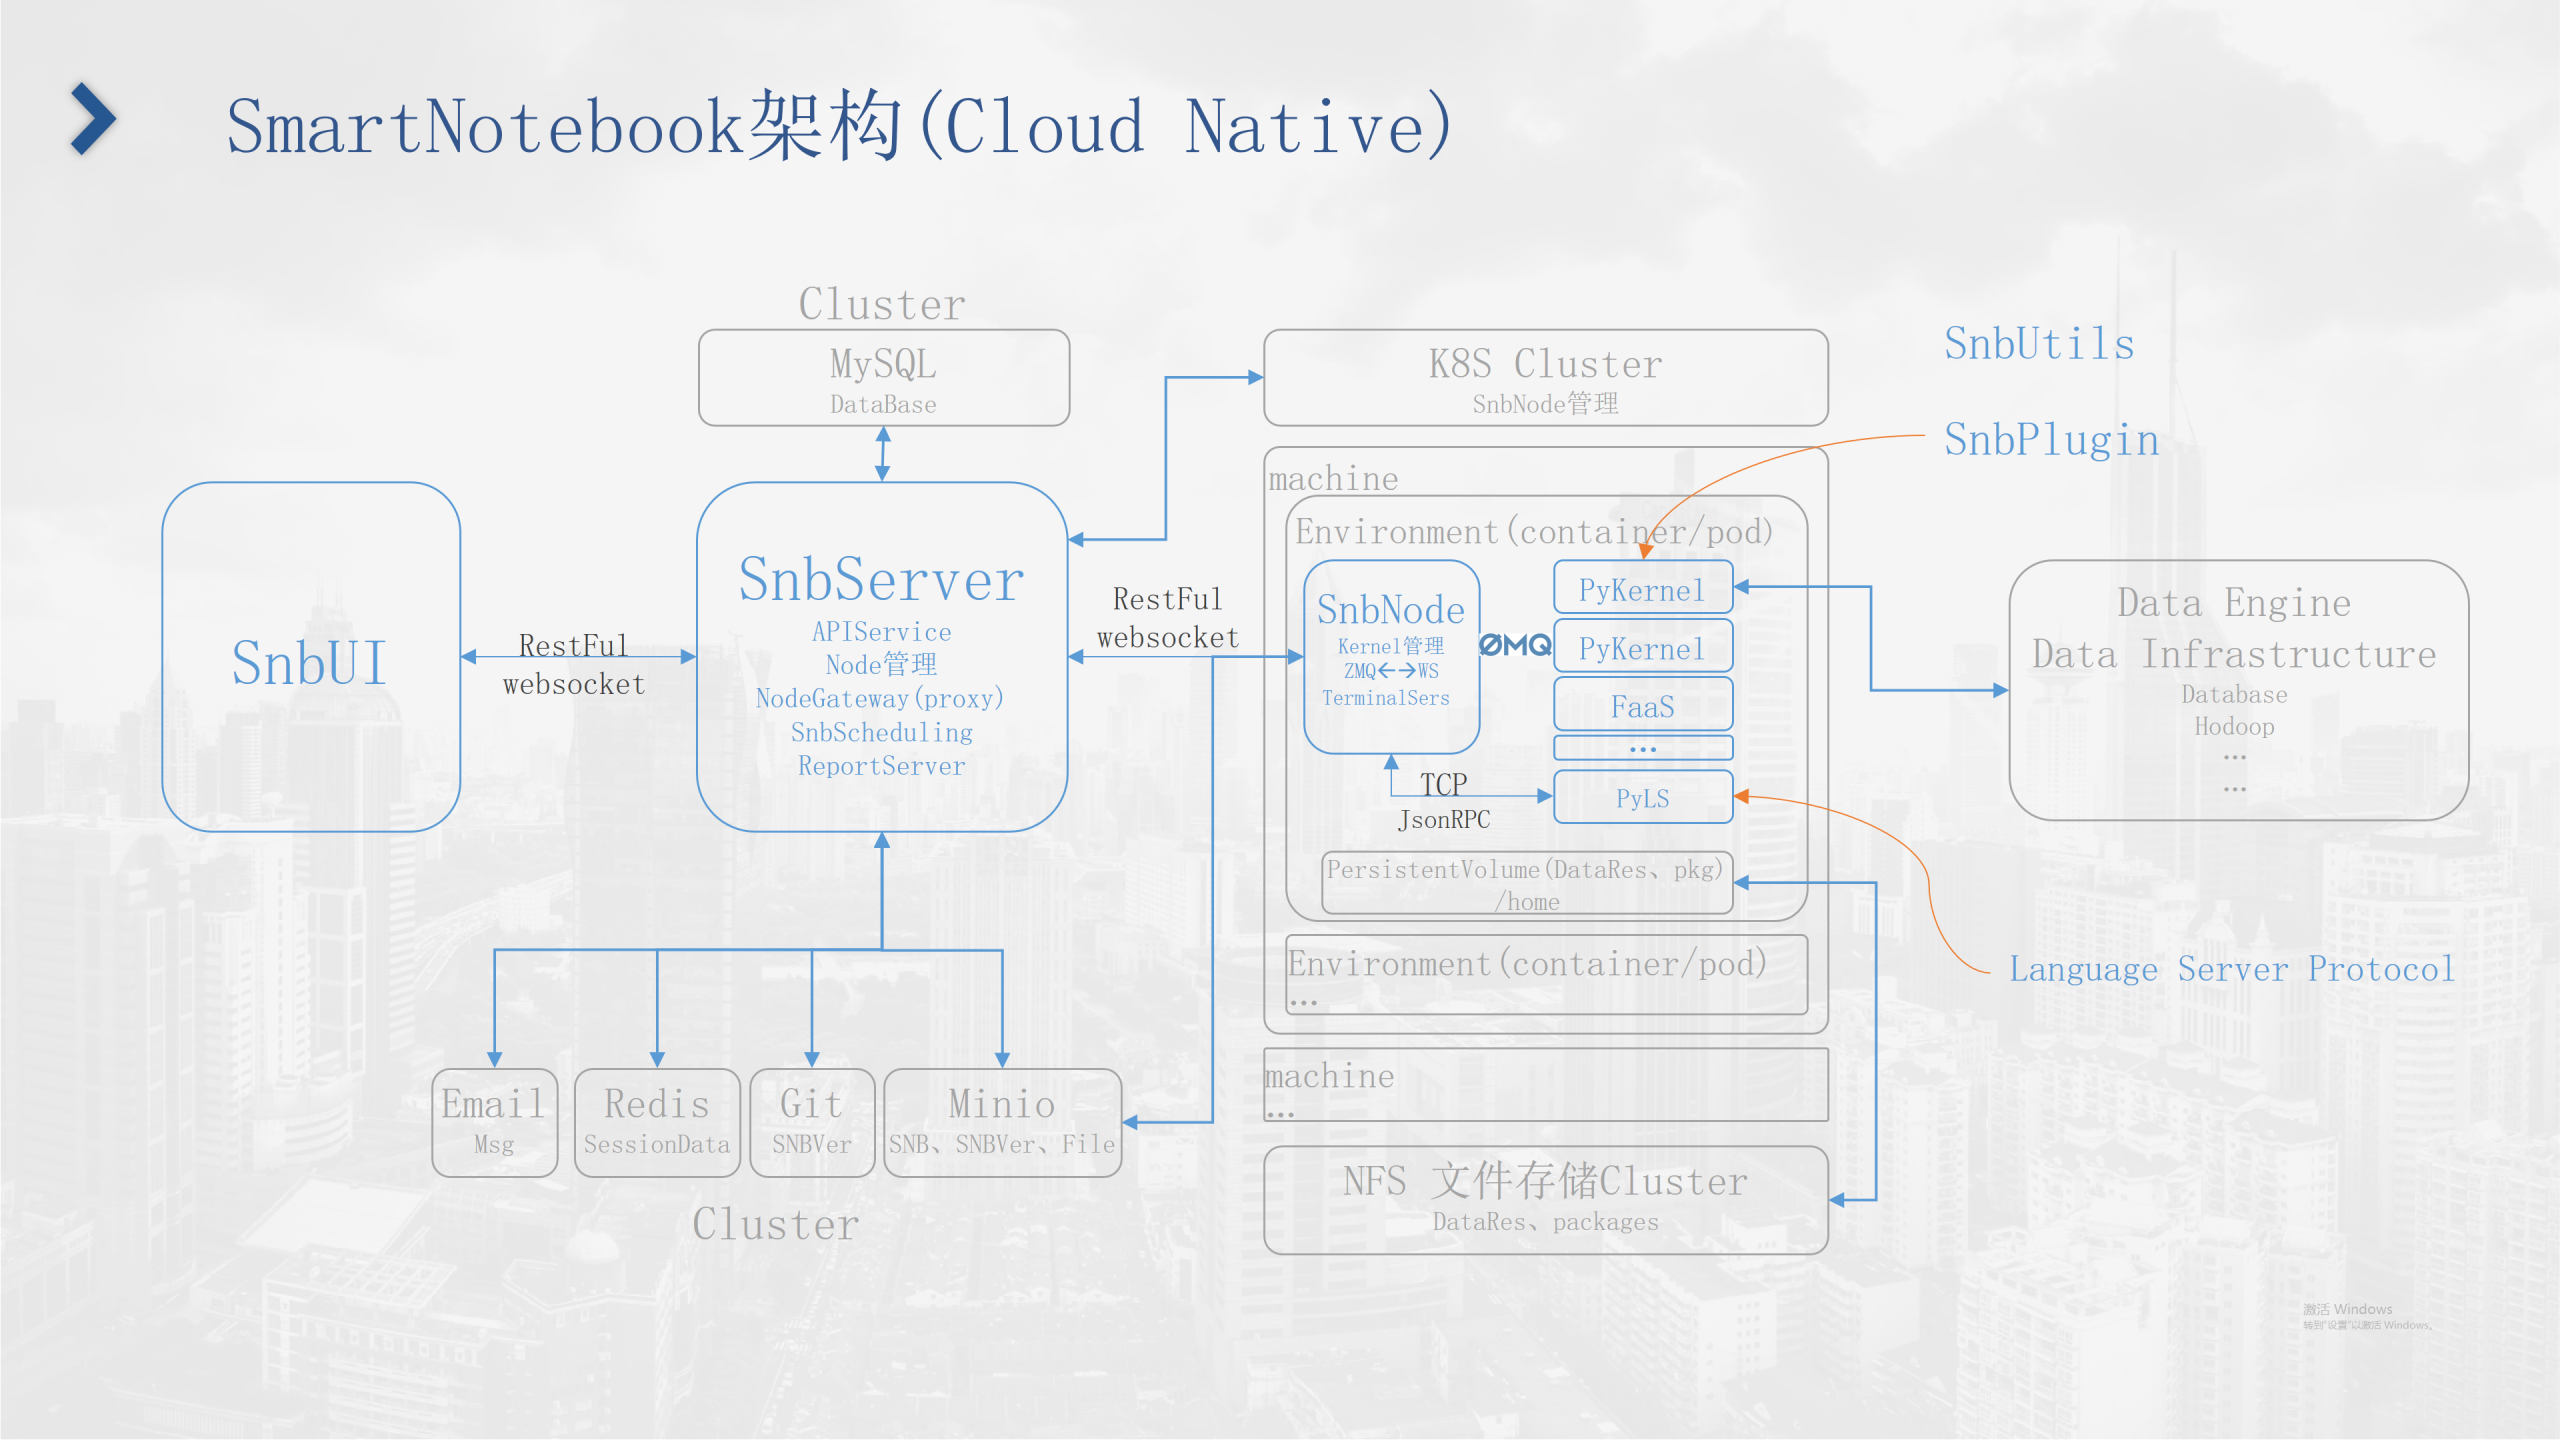 SmartNotebook架构(Cloud Native)
Cluster
MySQL
DataBase
K8S Cluster
SnbNode管理
SnbUtils
SnbPlugin
machine
Environment(container/pod)
SnbUI
RestFul
websocket
SnbServer
APIService
Node管理
NodeGateway(proxy)
SnbScheduling
ReportServer
RestFul
websocket
SnbNode
Kernel管理
ZMQ←→WS
TerminalSers
ØMQ
PyKernel
PyKernel
FaaS
…
PyLS
TCP
JsonRPC
PersistentVolume(DataRes、pkg)
/home
Data Engine
Data Infrastructure
Database
Hodoop
…
…
Environment(container/pod)
…
Language Server Protocol
machine
…
Email
Msg
Redis
SessionData
Git
SNBVer
Minio
SNB、SNBVer、File
Cluster
NFS 文件存储Cluster
DataRes、packages
激活 Windows
转到"设置"以激活 Windows。